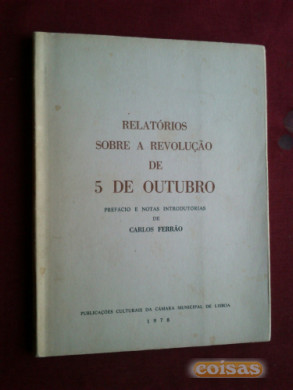 RELATÓRIOS
SOBRE A REVOLUÇÃO
DE
5 DE OUTUBRO
PREFÁCIO E NOTAS INTRODUTÓRIAS
DE
CARLOS FERRÃO
PUBLICAÇÕES CULTURAIS DA CÂMARA MUNICIPAL DE LISBOA
1978
coisas